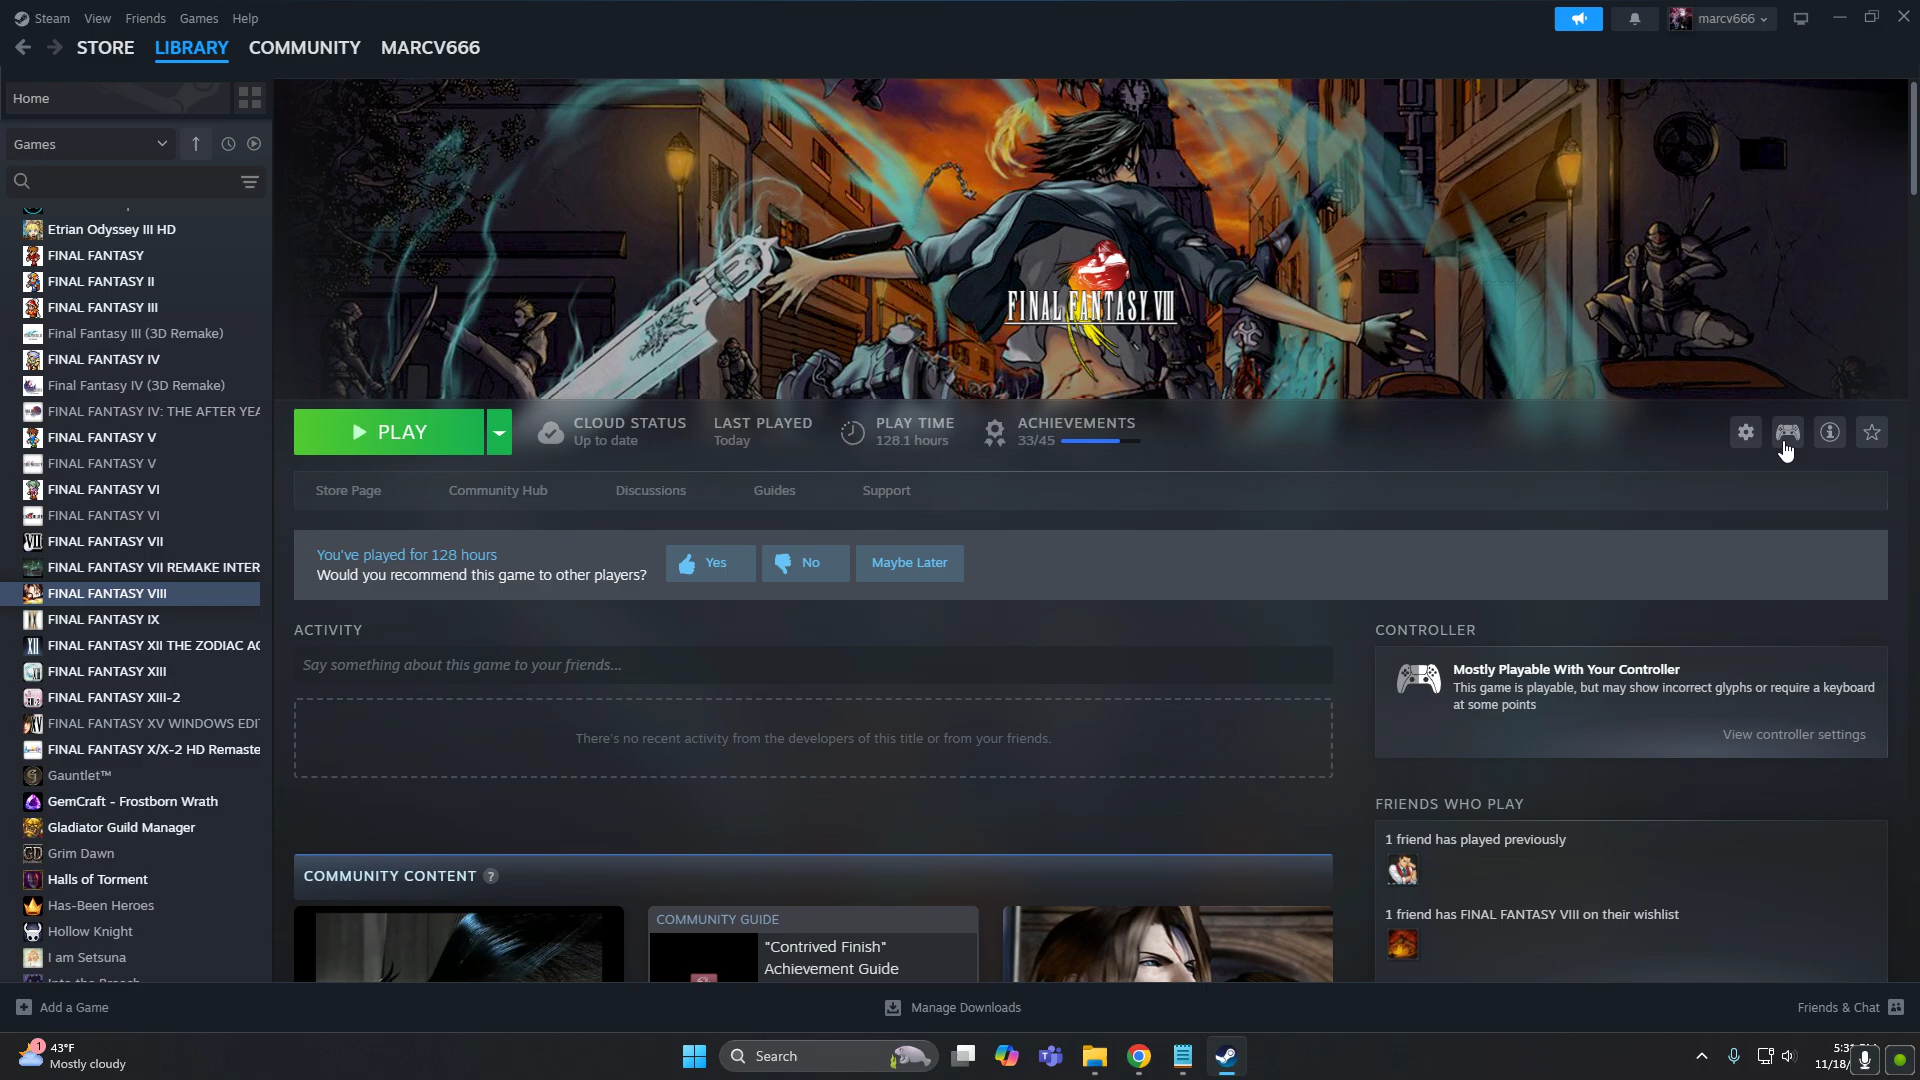 Steam View Friends Games Help
marcv666
STORE LIBRARY COMMUNITY MARCV666
Home
Games
Etrian Odyssey III HD
FINAL FANTASY
FINAL FANTASY II
FINAL FANTASY III
Final Fantasy III (3D Remake)
FINAL FANTASY IV
Final Fantasy IV (3D Remake)
FINAL FANTASY IV: THE AFTER YEA
FINAL FANTASY V
FINAL FANTASY V
FINAL FANTASY VI
FINAL FANTASY VI
FINAL FANTASY VII
FINAL FANTASY VII REMAKE INTER
FINAL FANTASY VIII
FINAL FANTASY IX
FINAL FANTASY XII THE ZODIAC AG
FINAL FANTASY XIII
FINAL FANTASY XIII-2
FINAL FANTASY XV WINDOWS EDI
FINAL FANTASY X/X-2 HD Remaste
Gauntlet™
GemCraft - Frostborn Wrath
Gladiator Guild Manager
Grim Dawn
Halls of Torment
Has-Been Heroes
Hollow Knight
I am Setsuna
Into the Breach
FINAL FANTASY VIII
PLAY
CLOUD STATUS
Up to date
LAST PLAYED
Today
PLAY TIME
128.1 hours
ACHIEVEMENTS
33/45
Store Page Community Hub Discussions Guides Support
You've played for 128 hours
Would you recommend this game to other players?
Yes No Maybe Later
ACTIVITY
Say something about this game to your friends...
There's no recent activity from the developers of this title or from your friends.
COMMUNITY CONTENT ?
COMMUNITY GUIDE
"Contrived Finish"
Achievement Guide
CONTROLLER
Mostly Playable With Your Controller
This game is playable, but may show incorrect glyphs or require a keyboard
at some points
View controller settings
FRIENDS WHO PLAY
1 friend has played previously
1 friend has FINAL FANTASY VIII on their wishlist
Add a Game
Manage Downloads
Friends & Chat
1
43°F
Mostly cloudy
Search
11/18/